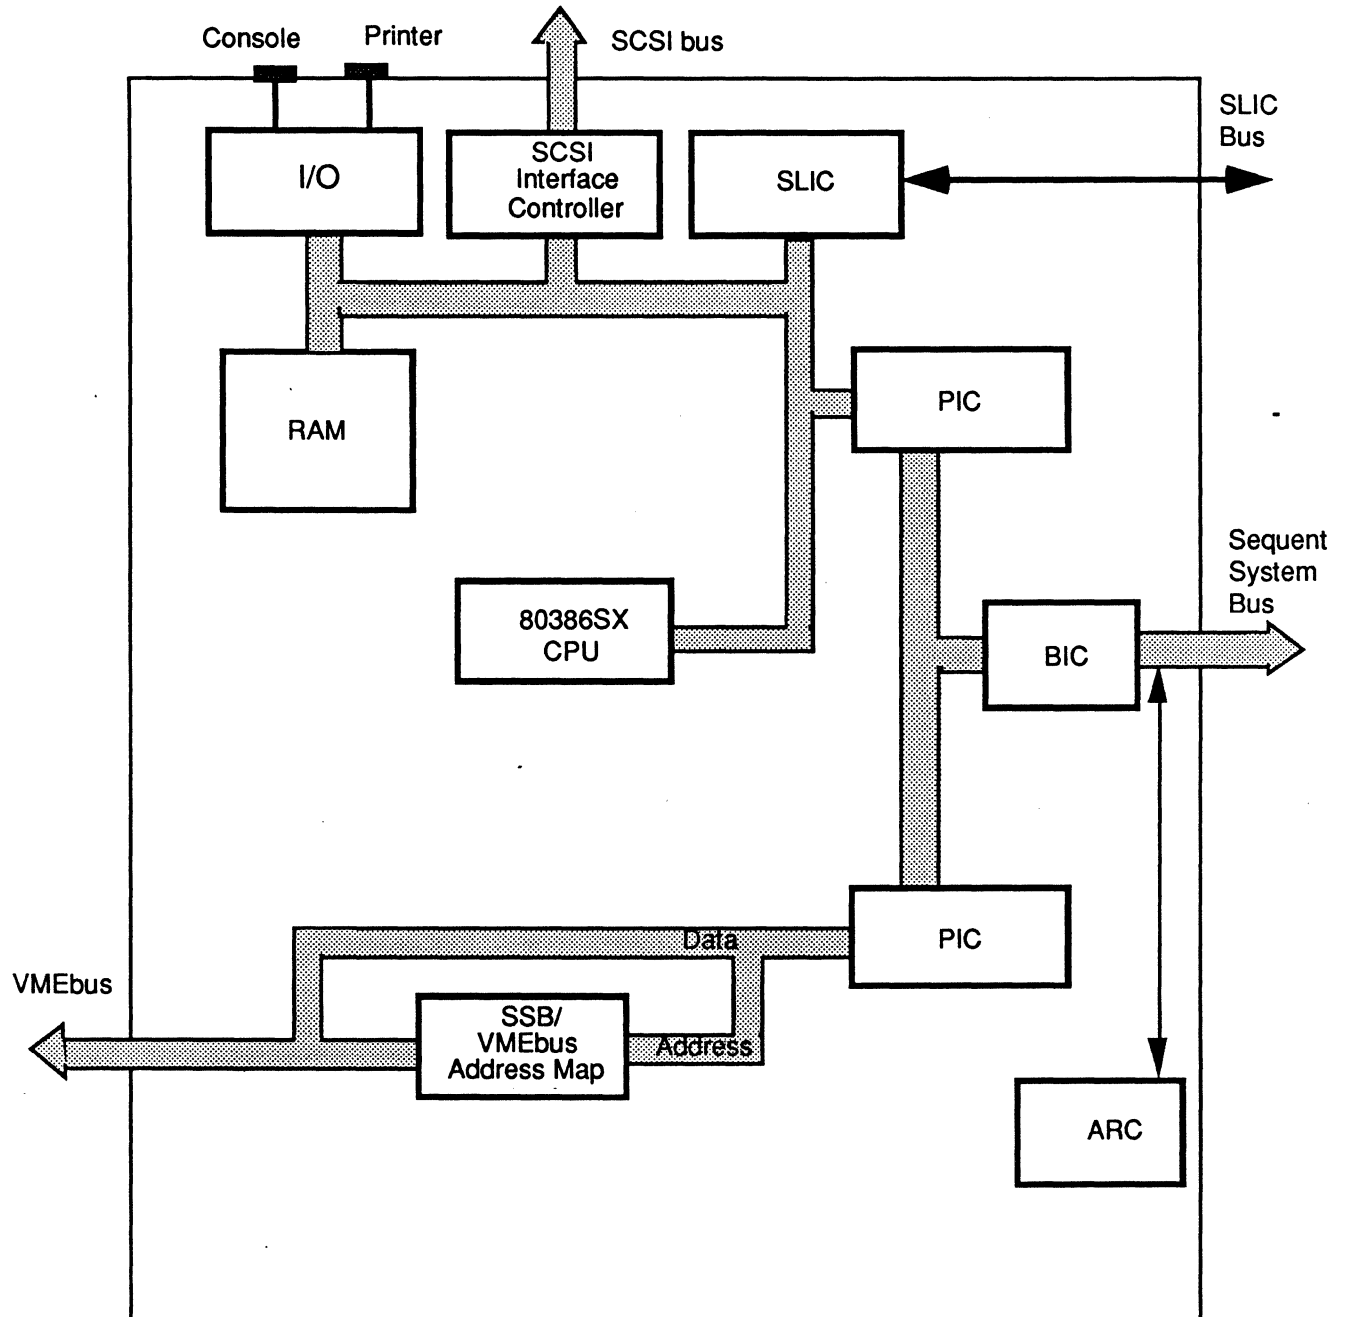 Console
Printer
SCSI bus
SLIC
Bus
I/O
SCSI
Interface
Controller
SLIC
RAM
PIC
Sequent
System
Bus
80386SX
CPU
BIC
Data
PIC
VMEbus
SSB/
VMEbus
Address Map
Address
ARC